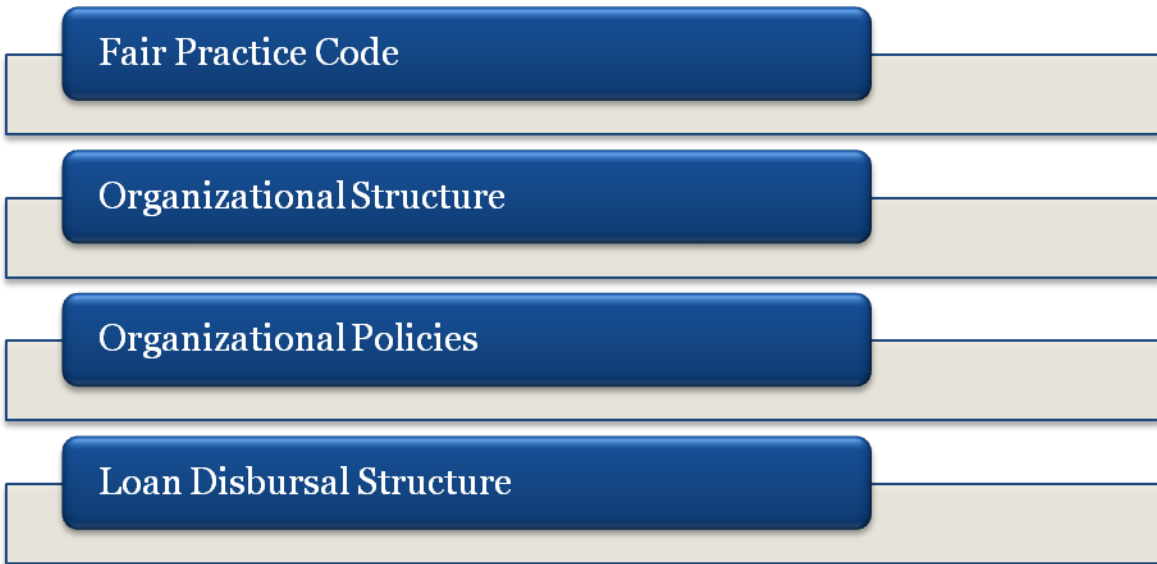 Fair Practice Code
Organizational Structure
Organizational Policies
Loan Disbursal Structure